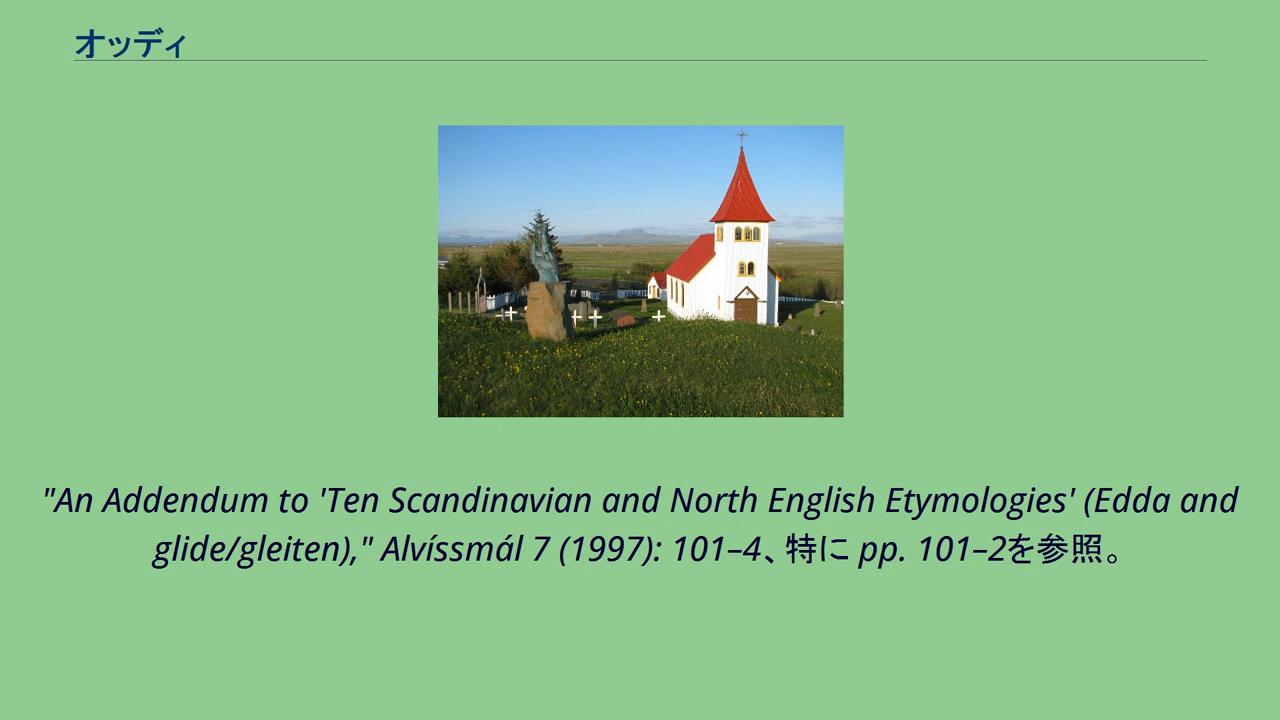 オッディ
"An Addendum to 'Ten Scandinavian and North English Etymologies' (Edda and
glide/gleiten)," Alvíssmál 7 (1997): 101–4、特に pp. 101–2を参照。